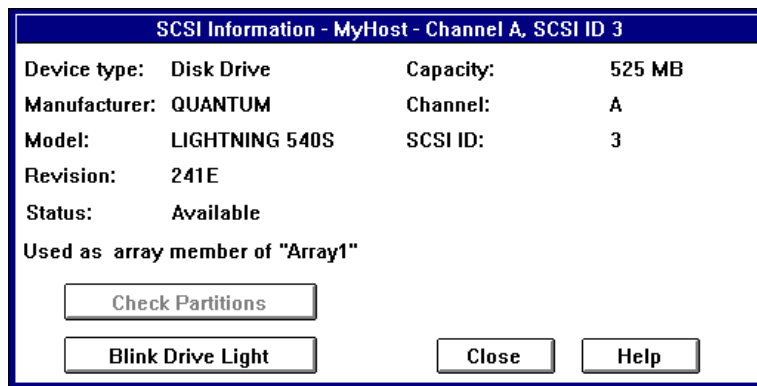 SCSI Information - MyHost - Channel A, SCSI ID 3
Device type: Disk Drive Capacity: 525 MB
Manufacturer: QUANTUM Channel: A
Model: LIGHTNING 540S SCSI ID: 3
Revision: 241E
Status: Available
Used as array member of "Array1"
Check Partitions
Blink Drive Light Close Help